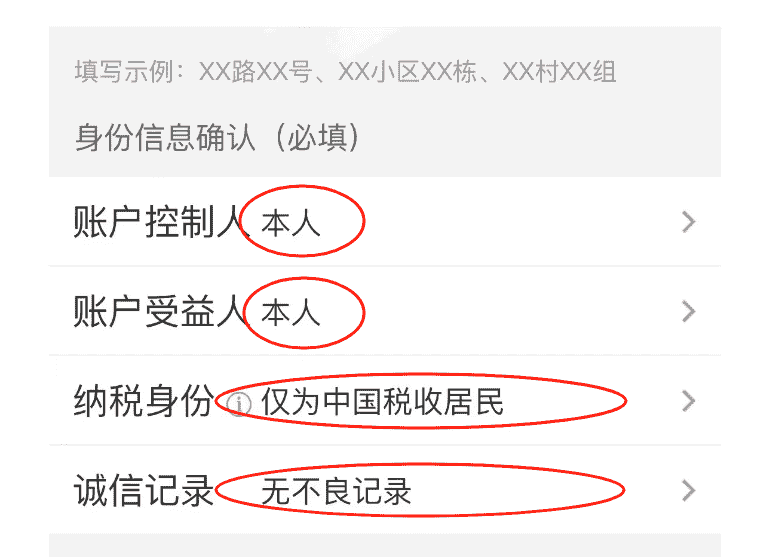 填写示例：XX路XX号、XX小区XX栋、XX村XX组
身份信息确认（必填）
账户控制人 本人
账户受益人 本人
纳税身份 仅为中国税收居民
诚信记录 无不良记录